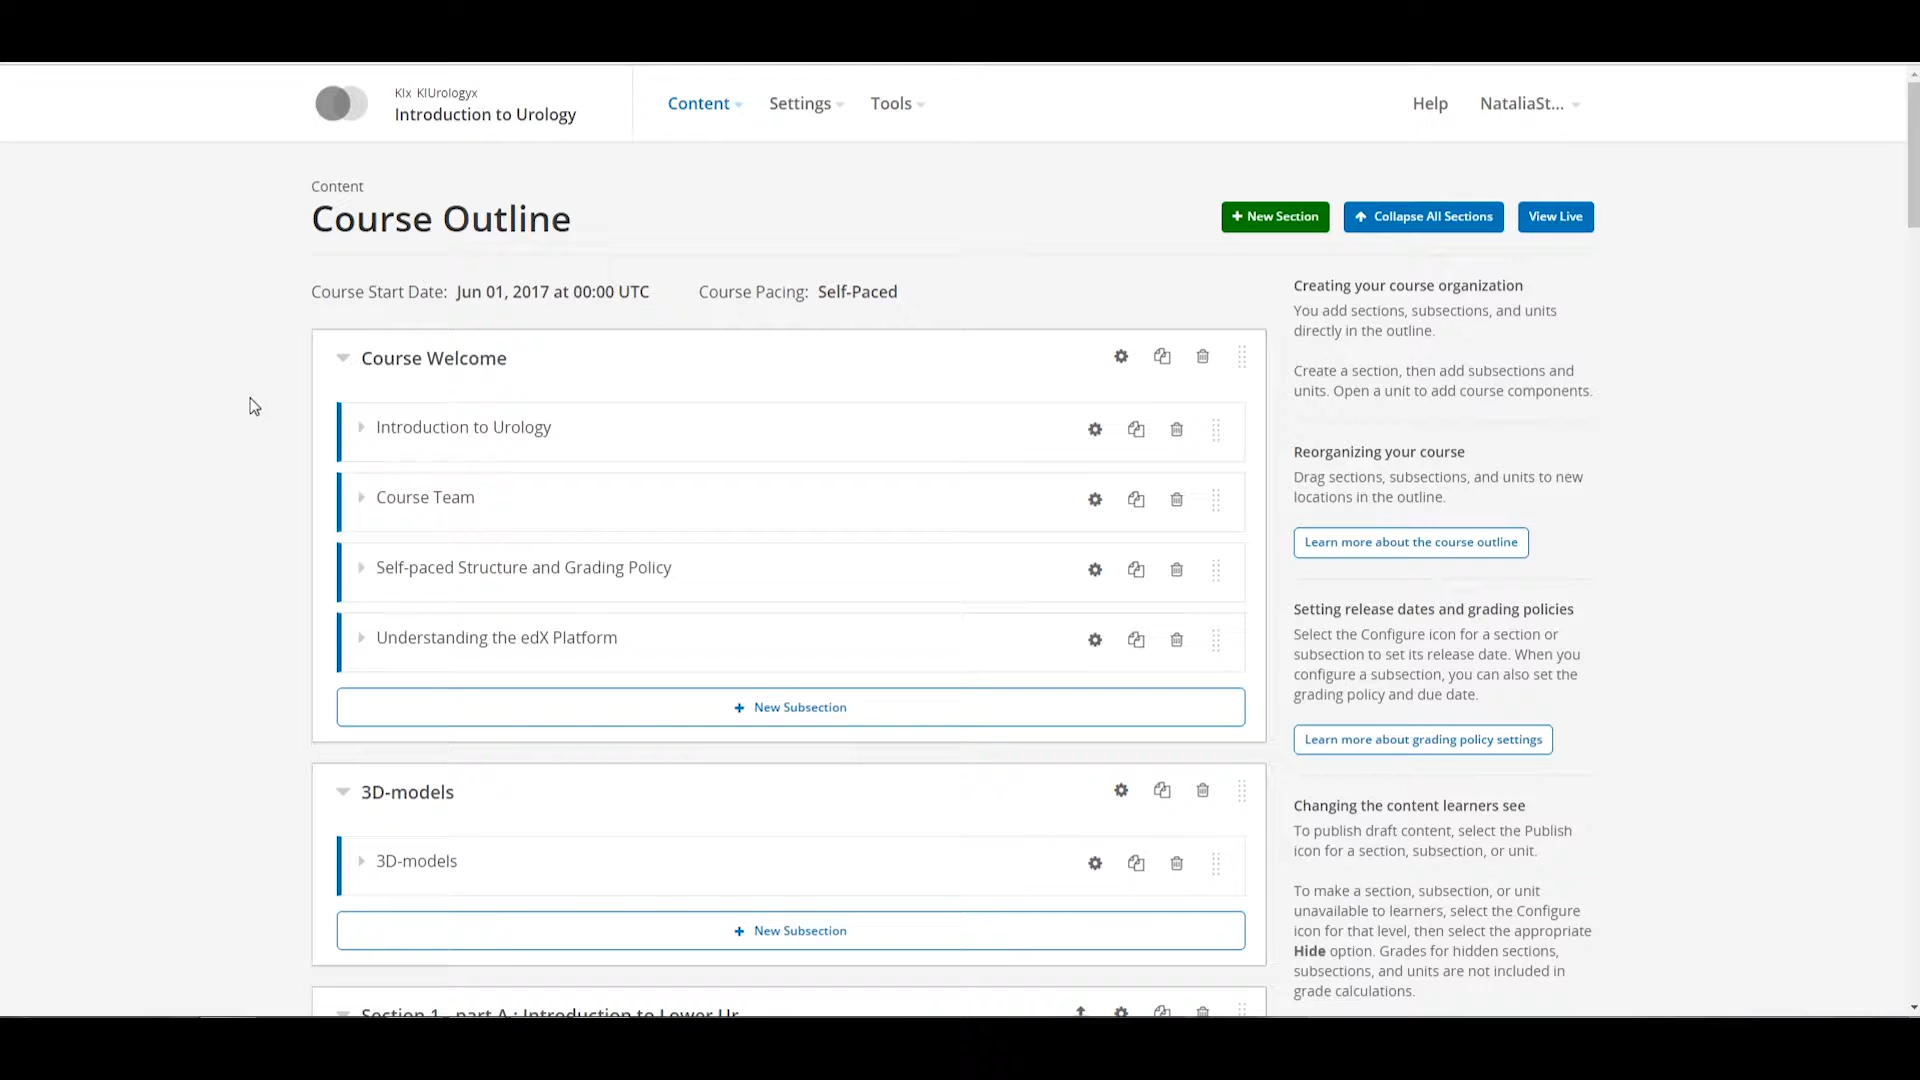 KIx KIUrologyx
Introduction to Urology
Content
Settings
Tools
Help
NataliaSt...
Content
Course Outline
New Section
Collapse All Sections
View Live
Course Start Date: Jun 01, 2017 at 00:00 UTC
Course Pacing: Self-Paced
Course Welcome
Introduction to Urology
Course Team
Self-paced Structure and Grading Policy
Understanding the edX Platform
New Subsection
3D-models
3D-models
New Subsection
Section 1 - part A : Introduction to Lower Ur
Creating your course organization
You add sections, subsections, and units
directly in the outline.
Create a section, then add subsections and
units. Open a unit to add course components.
Reorganizing your course
Drag sections, subsections, and units to new
locations in the outline.
Learn more about the course outline
Setting release dates and grading policies
Select the Configure icon for a section or
subsection to set its release date. When you
configure a subsection, you can also set the
grading policy and due date.
Learn more about grading policy settings
Changing the content learners see
To publish draft content, select the Publish
icon for a section, subsection, or unit.
To make a section, subsection, or unit
unavailable to learners, select the Configure
icon for that level, then select the appropriate
Hide option. Grades for hidden sections,
subsections, and units are not included in
grade calculations.